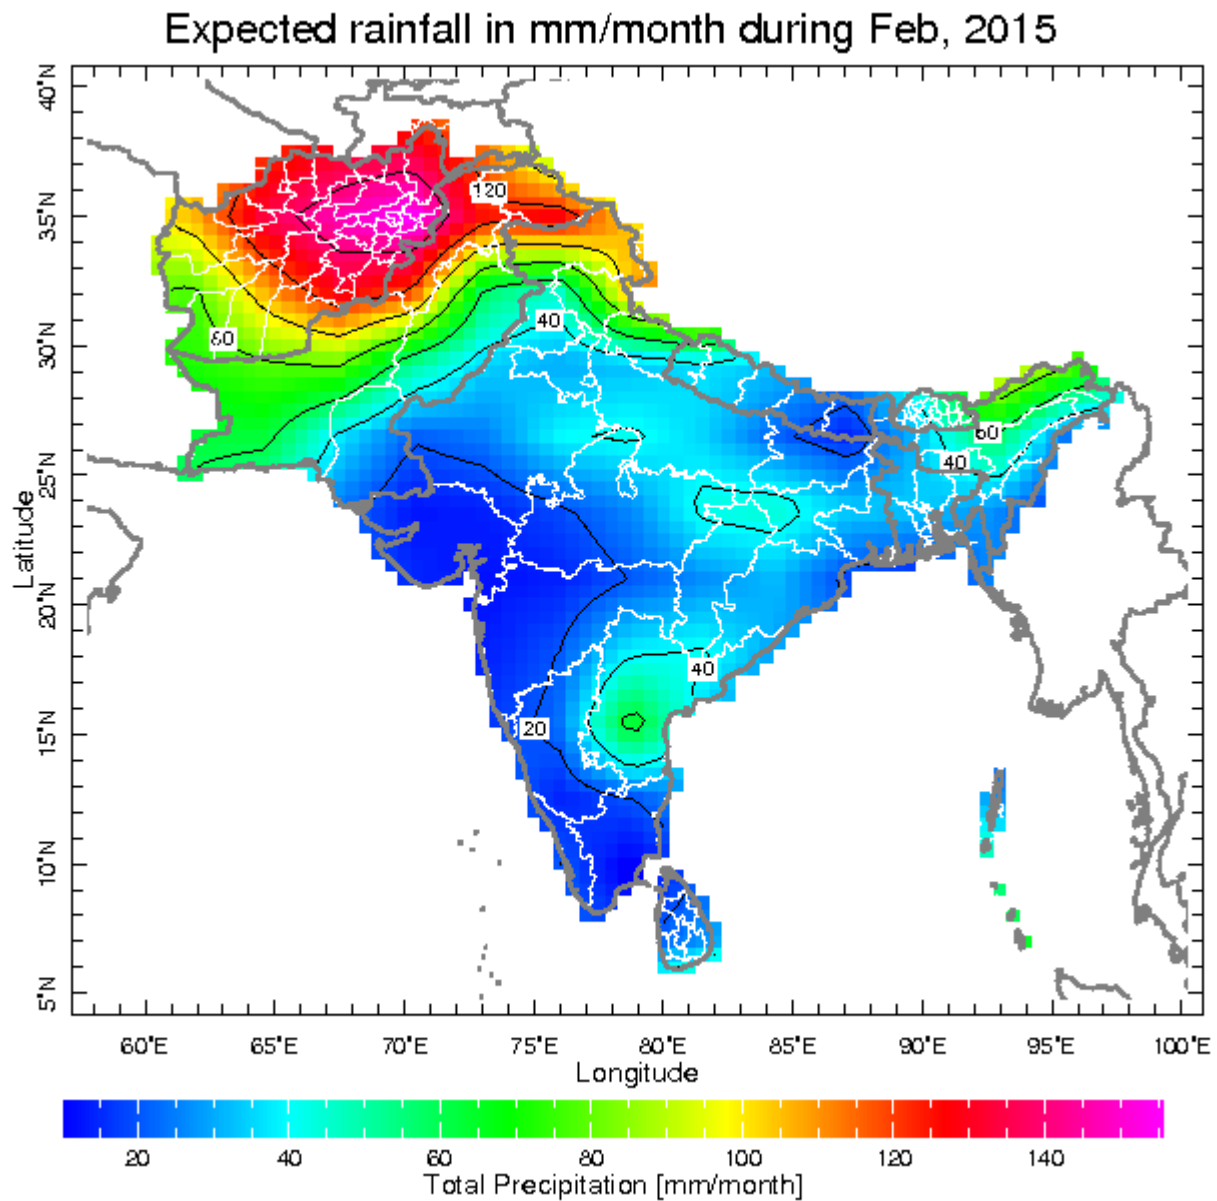 Expected rainfall in mm/month during Feb, 2015
40°N
35°N
30°N
25°N
20°N
15°N
10°N
5°N
Latitude
120
60
40
60
40
40
20
60°E 65°E 70°E 75°E 80°E 85°E 90°E 95°E 100°E
Longitude
20 40 60 80 100 120 140
Total Precipitation [mm/month]